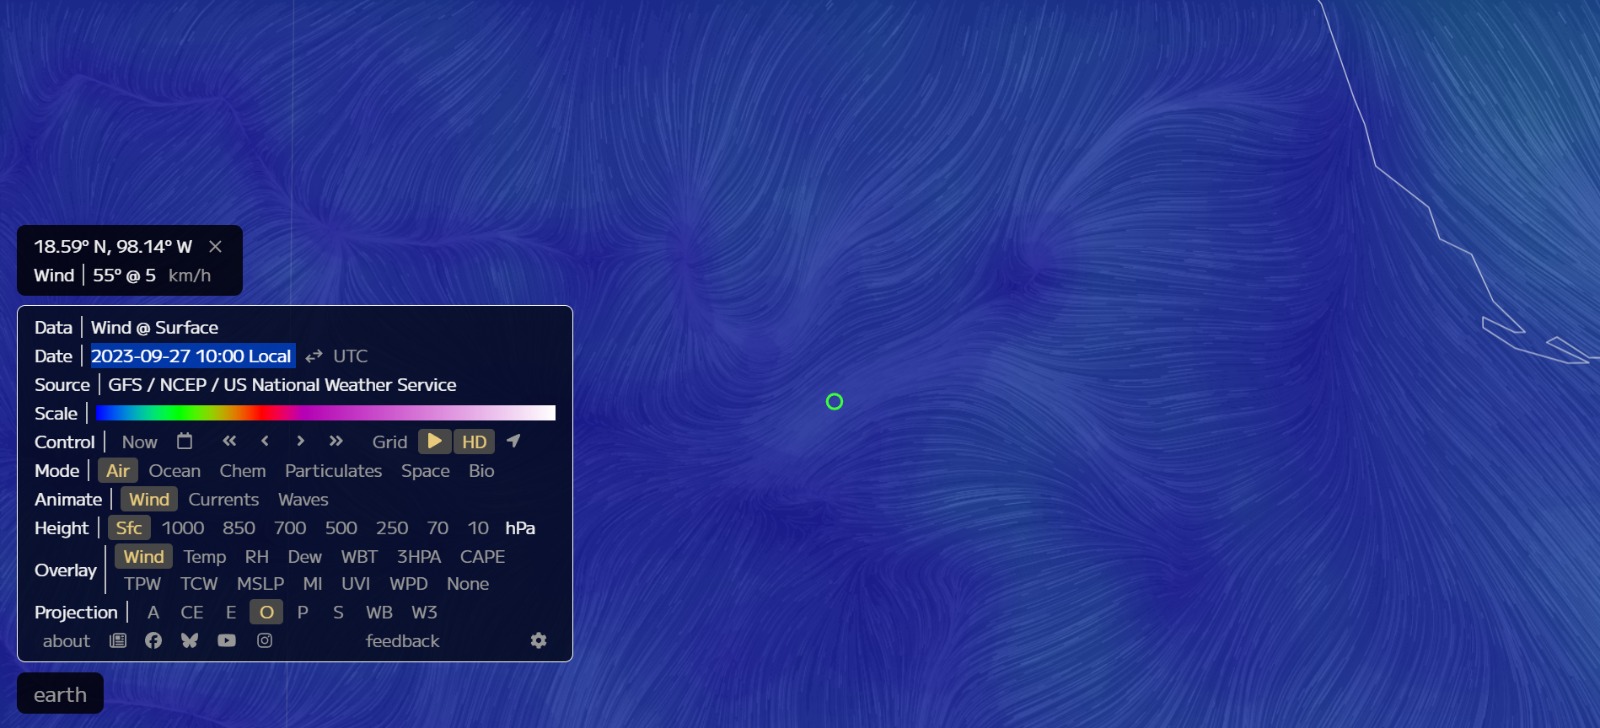 18.59° N, 98.14° W ×
Wind | 55° @ 5 km/h
Data | Wind @ Surface
Date | 2023-09-27 10:00 Local ⇄ UTC
Source | GFS / NCEP / US National Weather Service
Scale |
Control | Now « ‹ › » Grid HD
Mode | Air Ocean Chem Particulates Space Bio
Animate | Wind Currents Waves
Height | Sfc 1000 850 700 500 250 70 10 hPa
Overlay | Wind Temp RH Dew WBT 3HPA CAPE
TPW TCW MSLP MI UVI WPD None
Projection | A CE E O P S WB W3
about feedback
earth